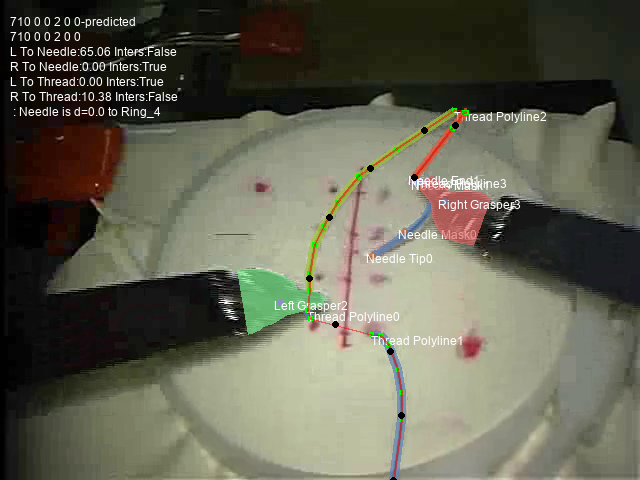 710 0 0 2 0 0-predicted
710 0 0 2 0 0
L To Needle:65.06 Inters:False
R To Needle:0.00 Inters:True
L To Thread:0.00 Inters:True
R To Thread:10.38 Inters:False
: Needle is d=0.0 to Ring_4
Thread Polyline2
Needle End1
Right Grasper3
Needle Mask0
Needle Tip0
Left Grasper2
Thread Polyline0
Thread Polyline1